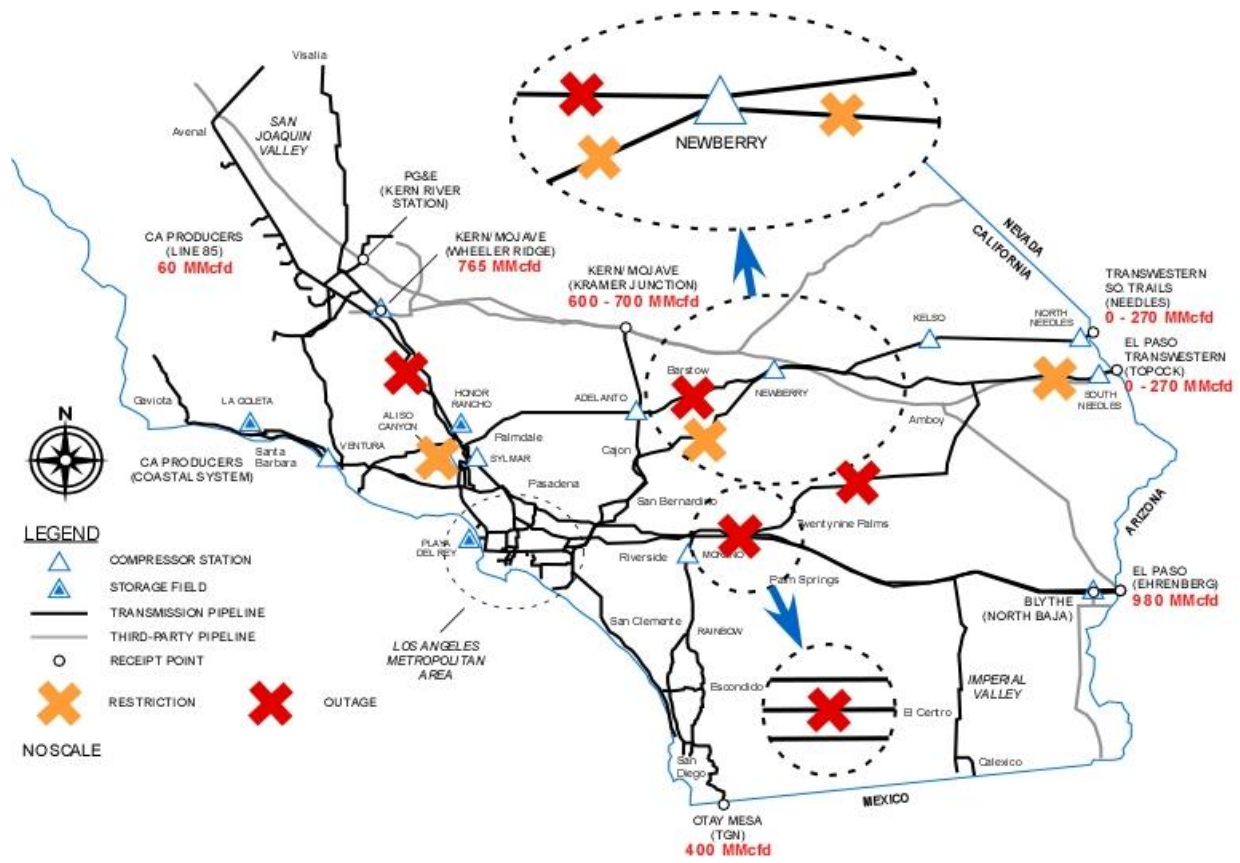 Visalia
SAN
JOAQUIN
VALLEY
Avenal
PG&E
(KERN RIVER
STATION)
NEWBERRY
CA PRODUCERS
(LINE 85)
60 MMcfd
KERN/MOJAVE
(WHEELER RIDGE)
765 MMcfd
KERN/MOJAVE
(KRAMER JUNCTION)
600 - 700 MMcfd
NEVADA
CALIFORNIA
TRANSWESTERN
SO. TRAILS
(NEEDLES)
0 - 270 MMcfd
KELSO
NORTH
NEEDLES
EL PASO
TRANSWESTERN
(TOPOCK)
0 - 270 MMcfd
SOUTH
NEEDLES
Barstow
NEWBERRY
Amboy
ADELANTO
HONOR
RANCHO
ALISO
CANYON
Palmdale
Cajon
Gaviota
LA GOLETA
Santa
Barbara
VENTURA
SYLMAR
CA PRODUCERS
(COASTAL SYSTEM)
N
Pasadena
San Bernardino
Twentynine Palms
ARIZONA
PLAYA
DEL REY
Riverside
MORENO
Palm Springs
EL PASO
(EHRENBERG)
980 MMcfd
BLYTHE
(NORTH BAJA)
LEGEND
COMPRESSOR STATION
STORAGE FIELD
TRANSMISSION PIPELINE
THIRD-PARTY PIPELINE
RECEIPT POINT
RESTRICTION
OUTAGE
NO SCALE
LOS ANGELES
METROPOLITAN
AREA
San Clemente
RAINBOW
Escondido
IMPERIAL
VALLEY
El Centro
San
Diego
Calexico
MEXICO
OTAY MESA
(TGN)
400 MMcfd